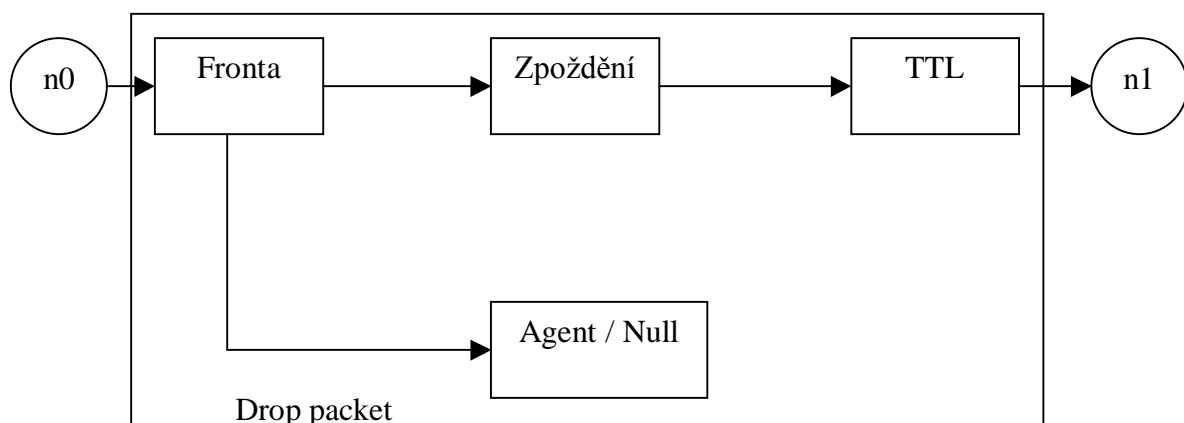 n0
Fronta
Zpoždění
TTL
n1
Agent / Null
Drop packet